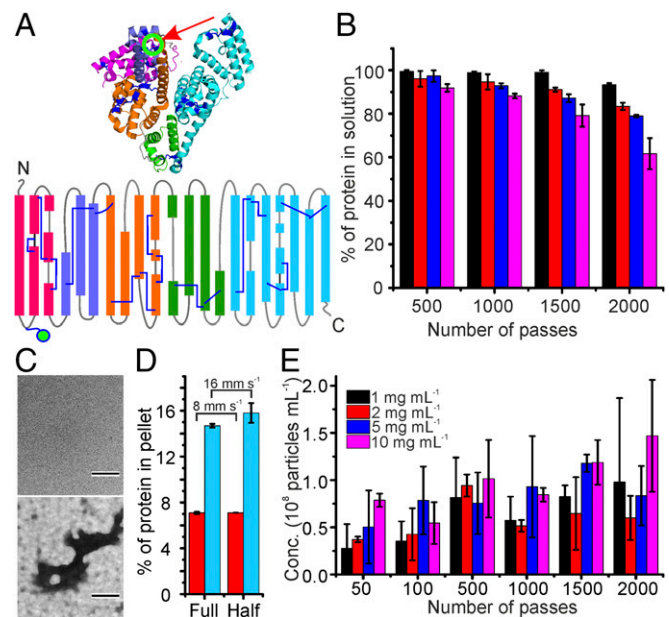 A
N
C
B
% of protein in solution
100
80
60
40
20
0
500 1000 1500 2000
Number of passes
C
D
% of protein in pellet
16
12
8
4
0
16 mm s⁻¹
8 mm s⁻¹
Full Half
E
Conc. (10⁸ particles mL⁻¹)
2.0
1.5
1.0
0.5
0.0
1 mg mL⁻¹
2 mg mL⁻¹
5 mg mL⁻¹
10 mg mL⁻¹
50 100 500 1000 1500 2000
Number of passes